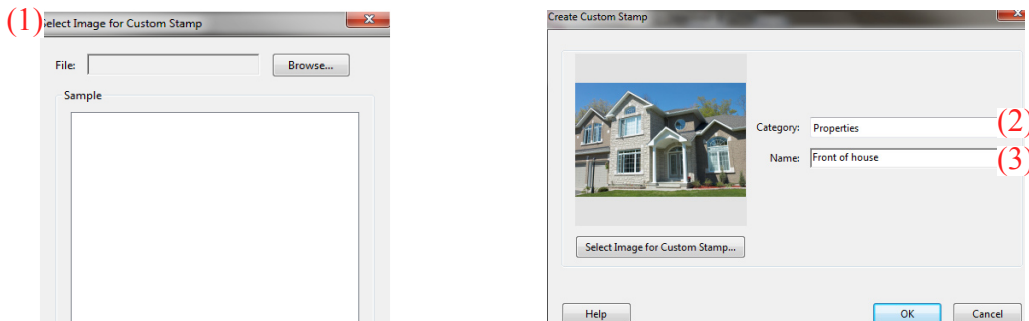 (1)
Select Image for Custom Stamp
File:
Browse...
Sample
Create Custom Stamp
Category: Properties (2)
Name: Front of house (3)
Select Image for Custom Stamp...
Help
OK
Cancel